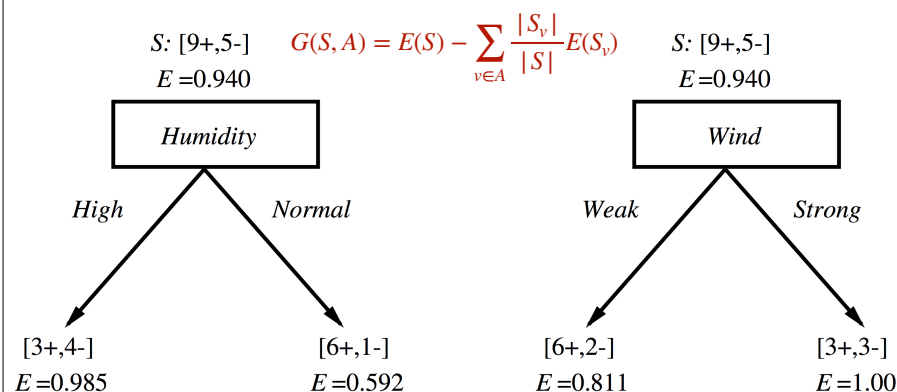 S: [9+,5-]
E =0.940
G(S, A) = E(S) − ∑_{v∈A} |S_v| / |S| E(S_v)
S: [9+,5-]
E =0.940
Humidity
Wind
High
Normal
Weak
Strong
[3+,4-]
E=0.985
[6+,1-]
E=0.592
[6+,2-]
E=0.811
[3+,3-]
E=1.00